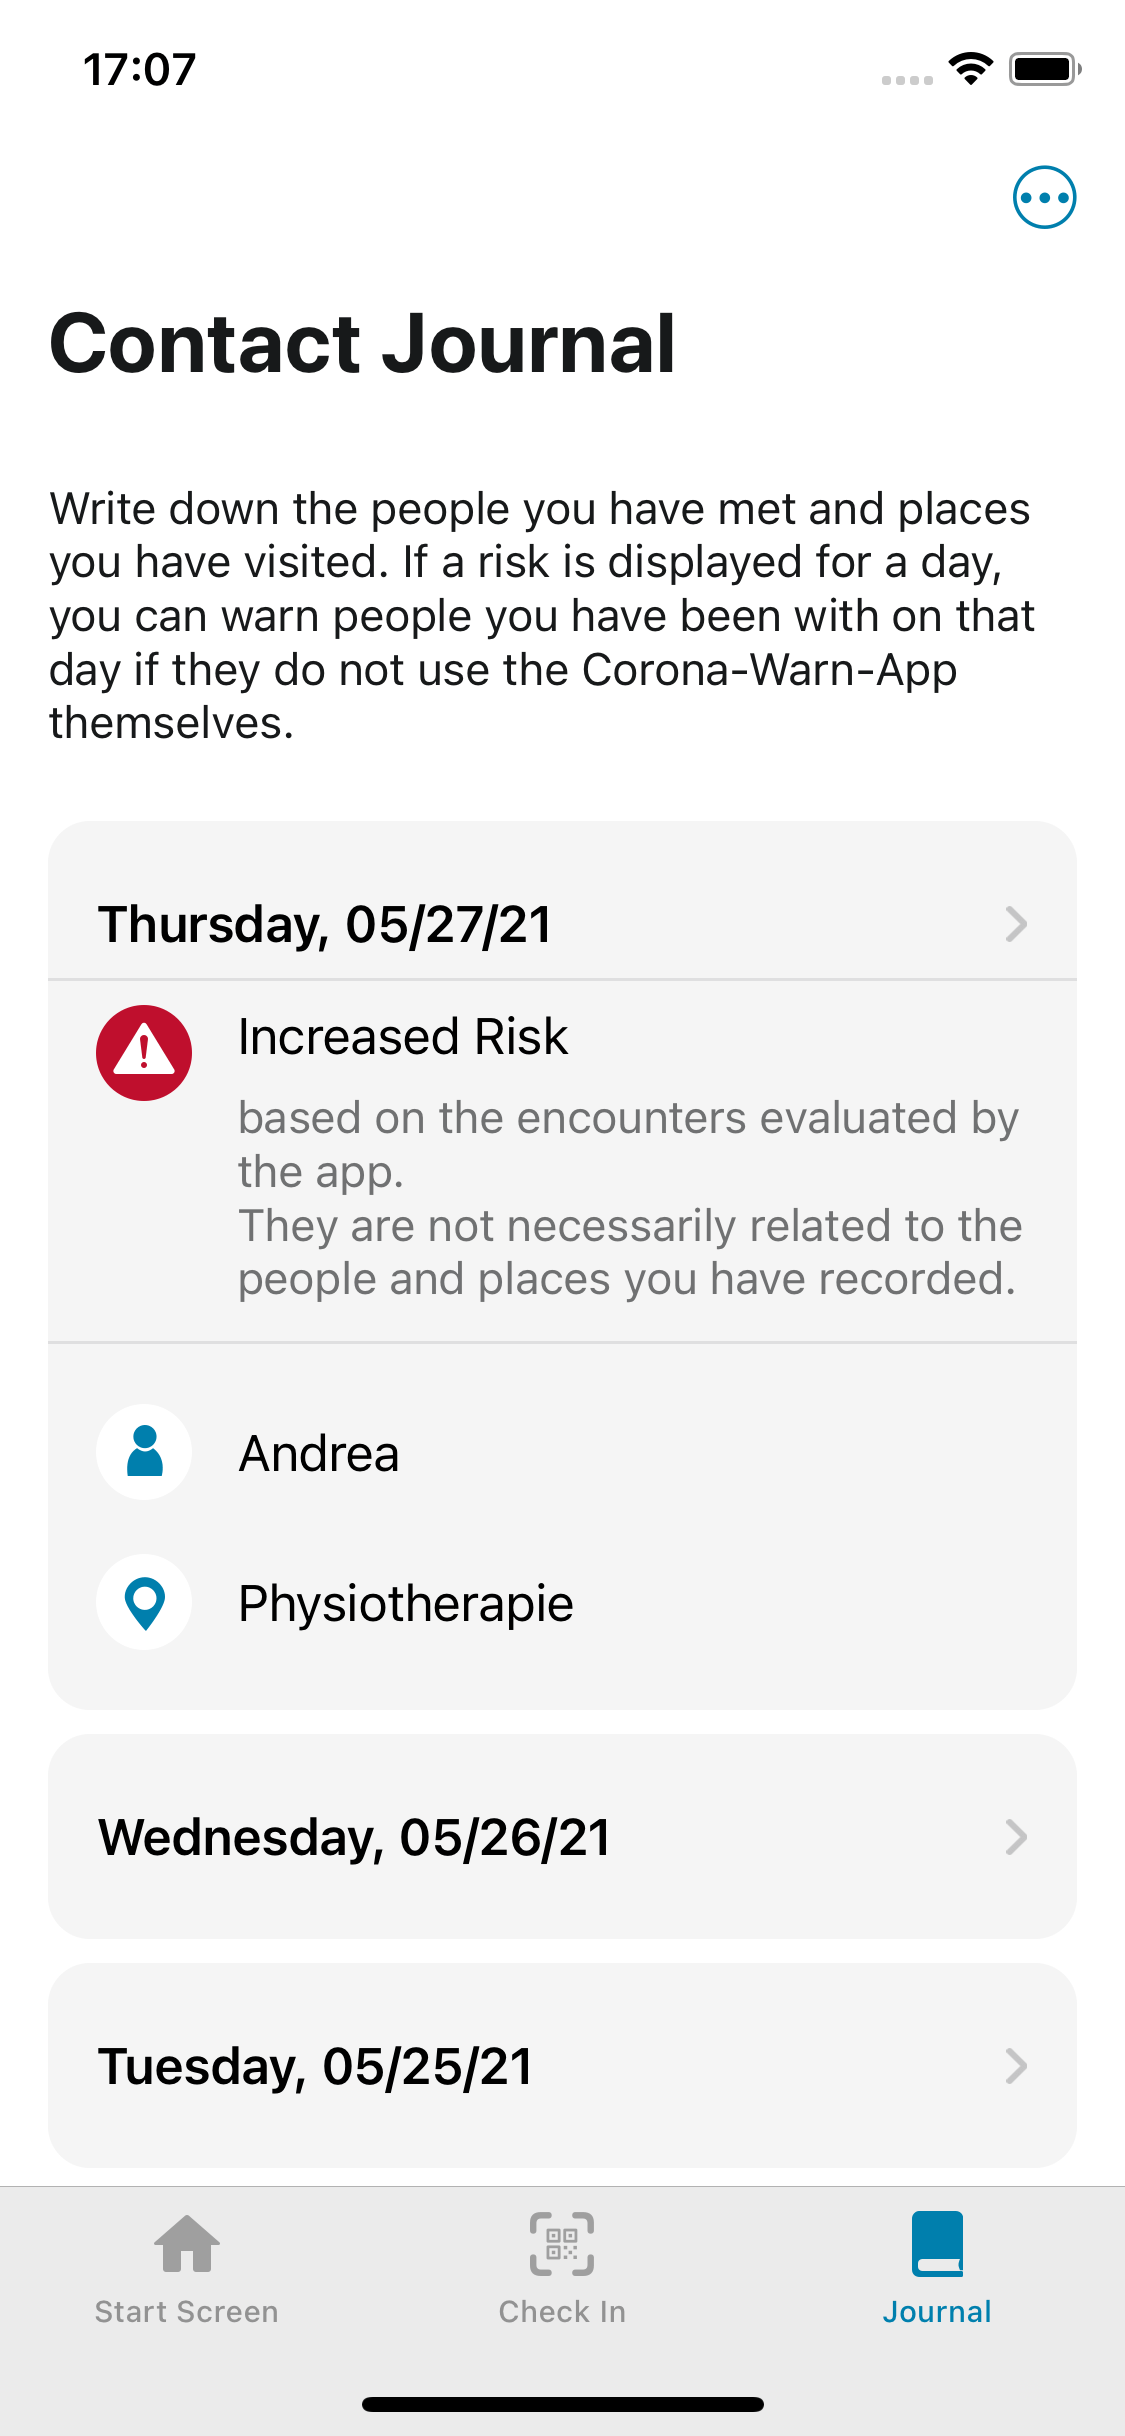 17:07
Contact Journal
Write down the people you have met and places
you have visited. If a risk is displayed for a day,
you can warn people you have been with on that
day if they do not use the Corona-Warn-App
themselves.
Thursday, 05/27/21
Increased Risk
based on the encounters evaluated by
the app.
They are not necessarily related to the
people and places you have recorded.
Andrea
Physiotherapie
Wednesday, 05/26/21
Tuesday, 05/25/21
Start Screen
Check In
Journal